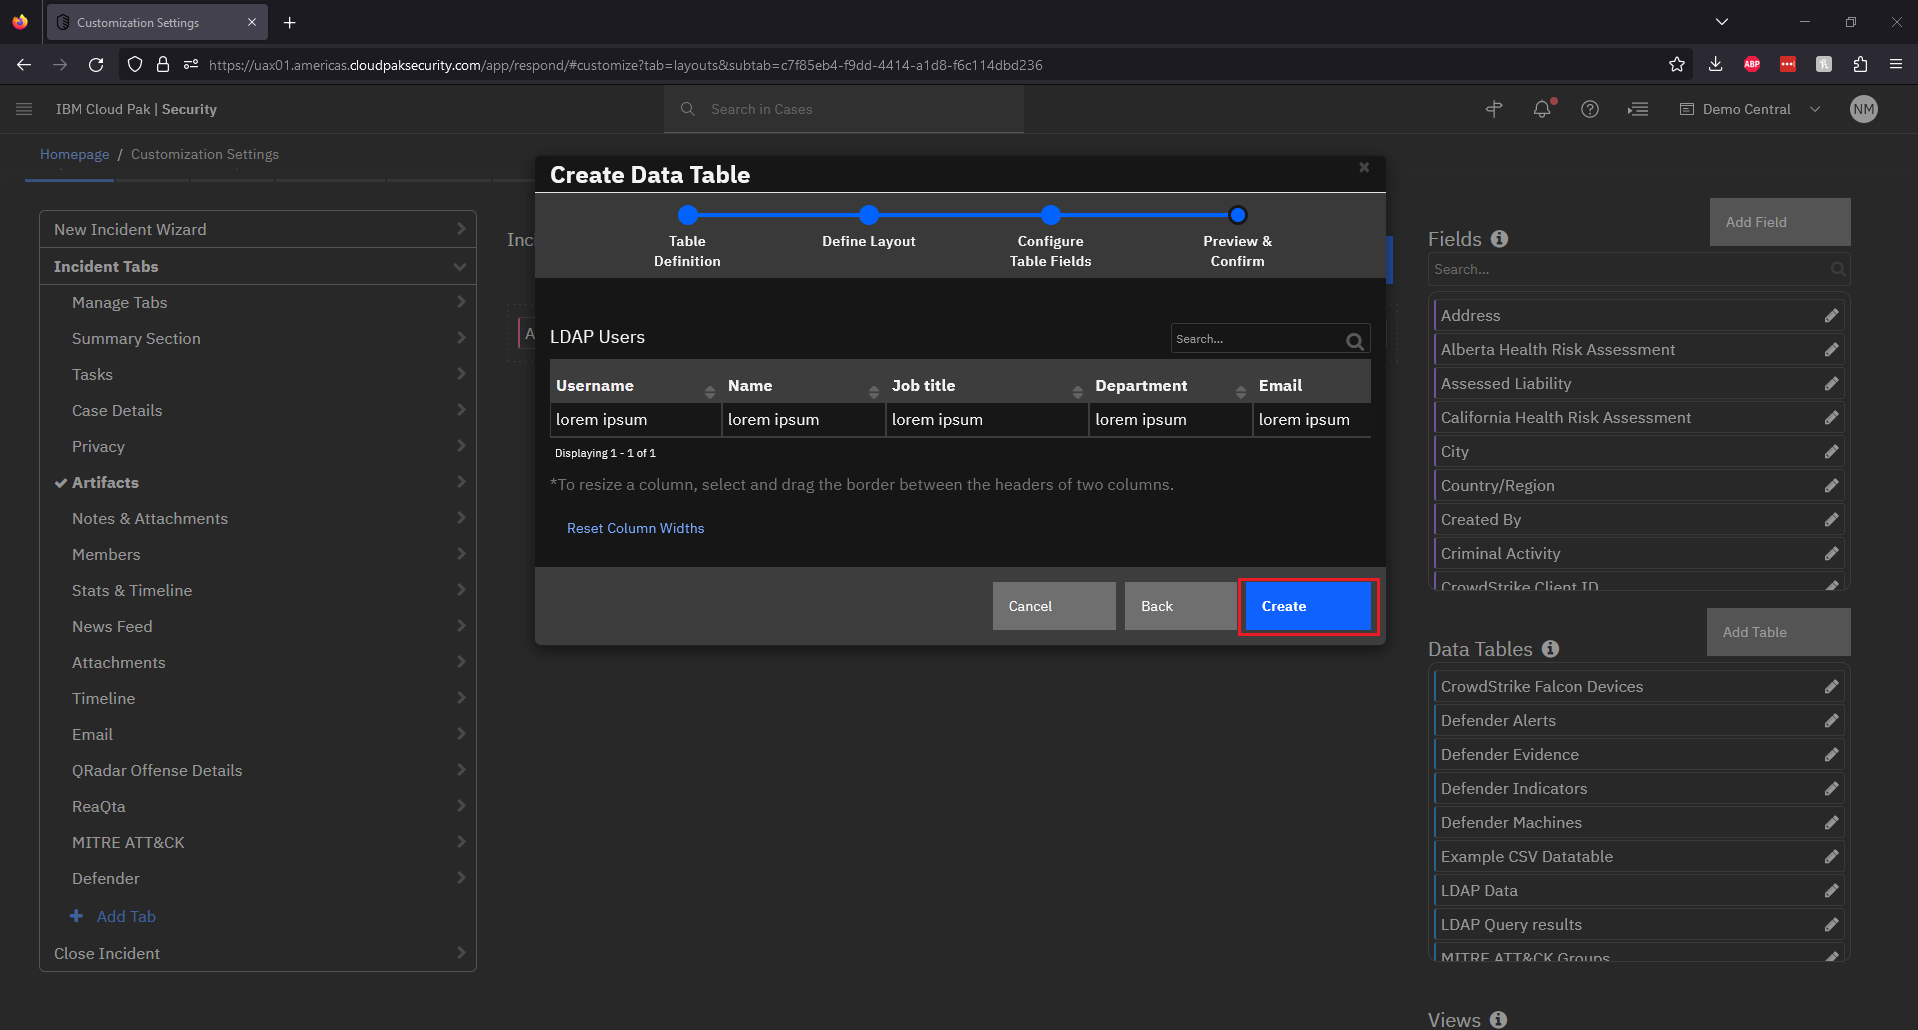 Customization Settings
https://uax01.americas.cloudpaksecurity.com/app/respond/#customize?tab=layouts&subtab=c7f85eb4-f9dd-4414-a1d8-f6c114dbd236
ABP
IBM Cloud Pak | Security
Search in Cases
Demo Central
NM
Homepage / Customization Settings
New Incident Wizard
Incident Tabs
Manage Tabs
Summary Section
Tasks
Case Details
Privacy
Artifacts
Notes & Attachments
Members
Stats & Timeline
News Feed
Attachments
Timeline
Email
QRadar Offense Details
ReaQta
MITRE ATT&CK
Defender
Add Tab
Close Incident
Inc
A
Create Data Table
Table
Definition
Define Layout
Configure
Table Fields
Preview &
Confirm
LDAP Users
Search...
Username Name Job title Department Email
lorem ipsum lorem ipsum lorem ipsum lorem ipsum lorem ipsum
Displaying 1 - 1 of 1
*To resize a column, select and drag the border between the headers of two columns.
Reset Column Widths
Cancel Back Create
Fields
Add Field
Search...
Address
Alberta Health Risk Assessment
Assessed Liability
California Health Risk Assessment
City
Country/Region
Created By
Criminal Activity
CrowdStrike Client ID
Data Tables
Add Table
CrowdStrike Falcon Devices
Defender Alerts
Defender Evidence
Defender Indicators
Defender Machines
Example CSV Datatable
LDAP Data
LDAP Query results
MITRE ATT&CK Groups
Views